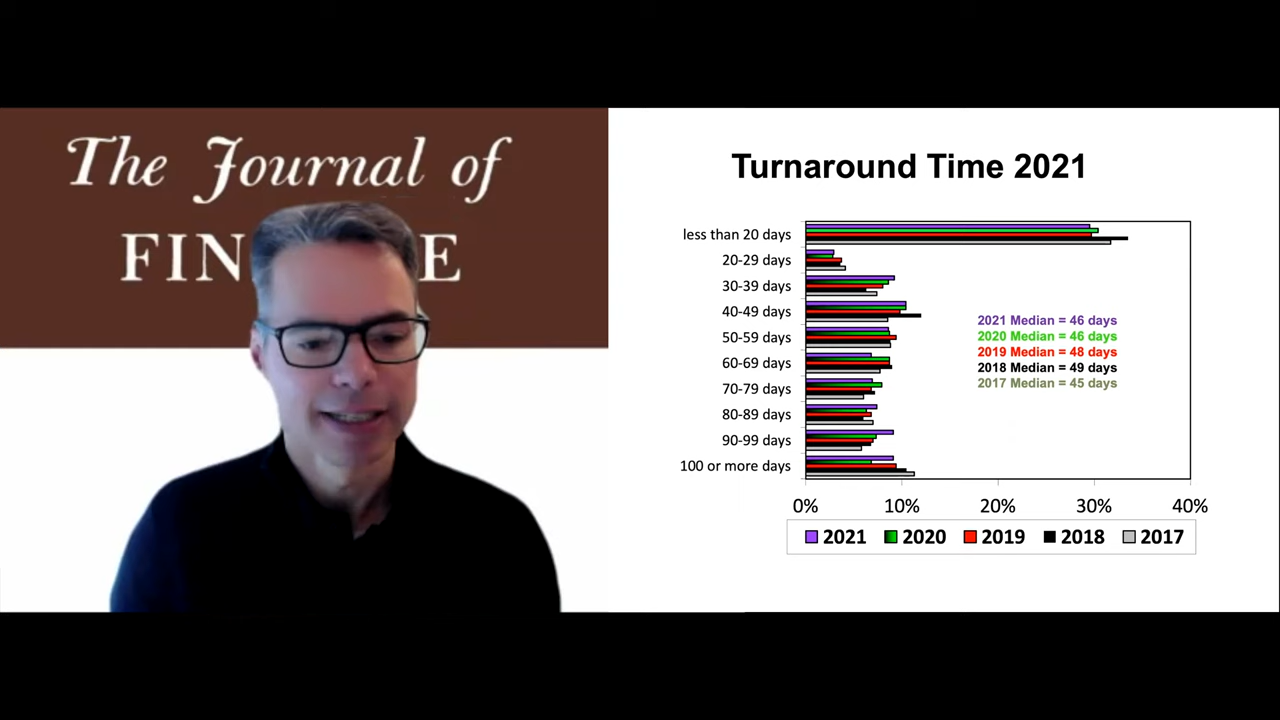 The Journal of
FIN E
Turnaround Time 2021
less than 20 days
20-29 days
30-39 days
40-49 days
50-59 days
60-69 days
70-79 days
80-89 days
90-99 days
100 or more days
2021 Median = 46 days
2020 Median = 46 days
2019 Median = 48 days
2018 Median = 49 days
2017 Median = 45 days
0% 10% 20% 30% 40%
2021 2020 2019 2018 2017